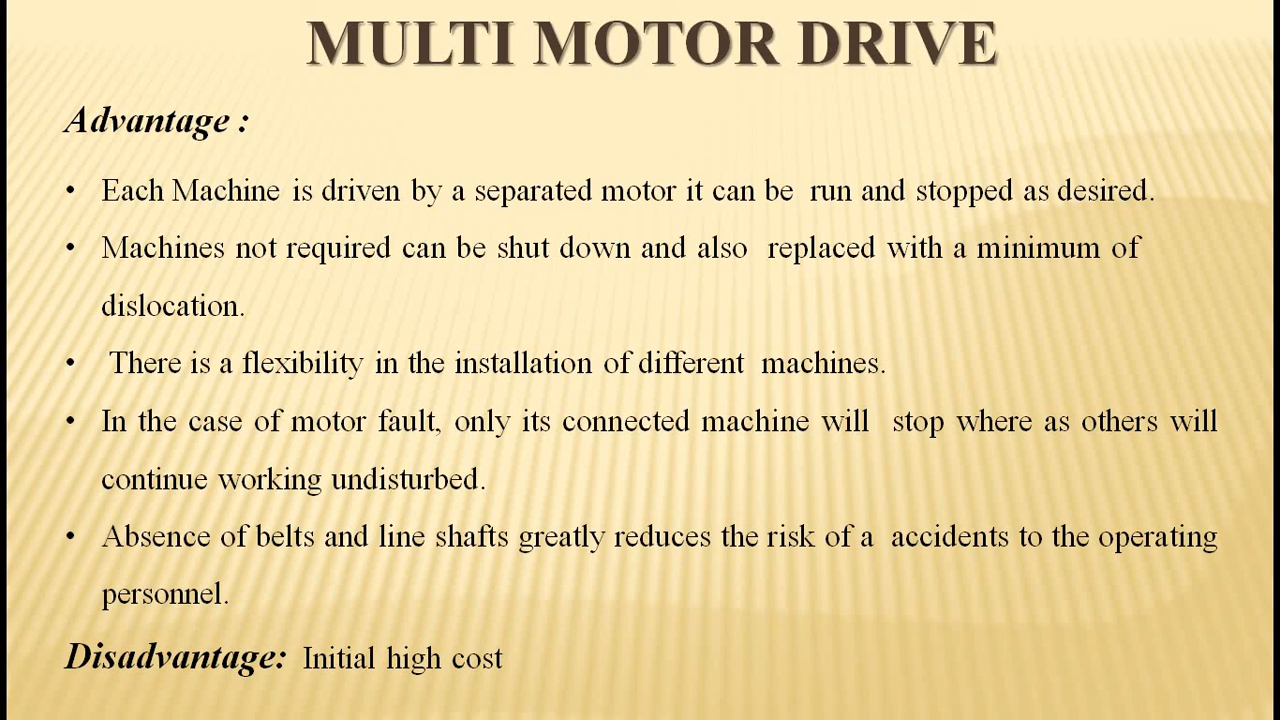 MULTI MOTOR DRIVE
Advantage :
• Each Machine is driven by a separated motor it can be run and stopped as desired.
• Machines not required can be shut down and also replaced with a minimum of
dislocation.
• There is a flexibility in the installation of different machines.
• In the case of motor fault, only its connected machine will stop where as others will
continue working undisturbed.
• Absence of belts and line shafts greatly reduces the risk of a accidents to the operating
personnel.
Disadvantage: Initial high cost